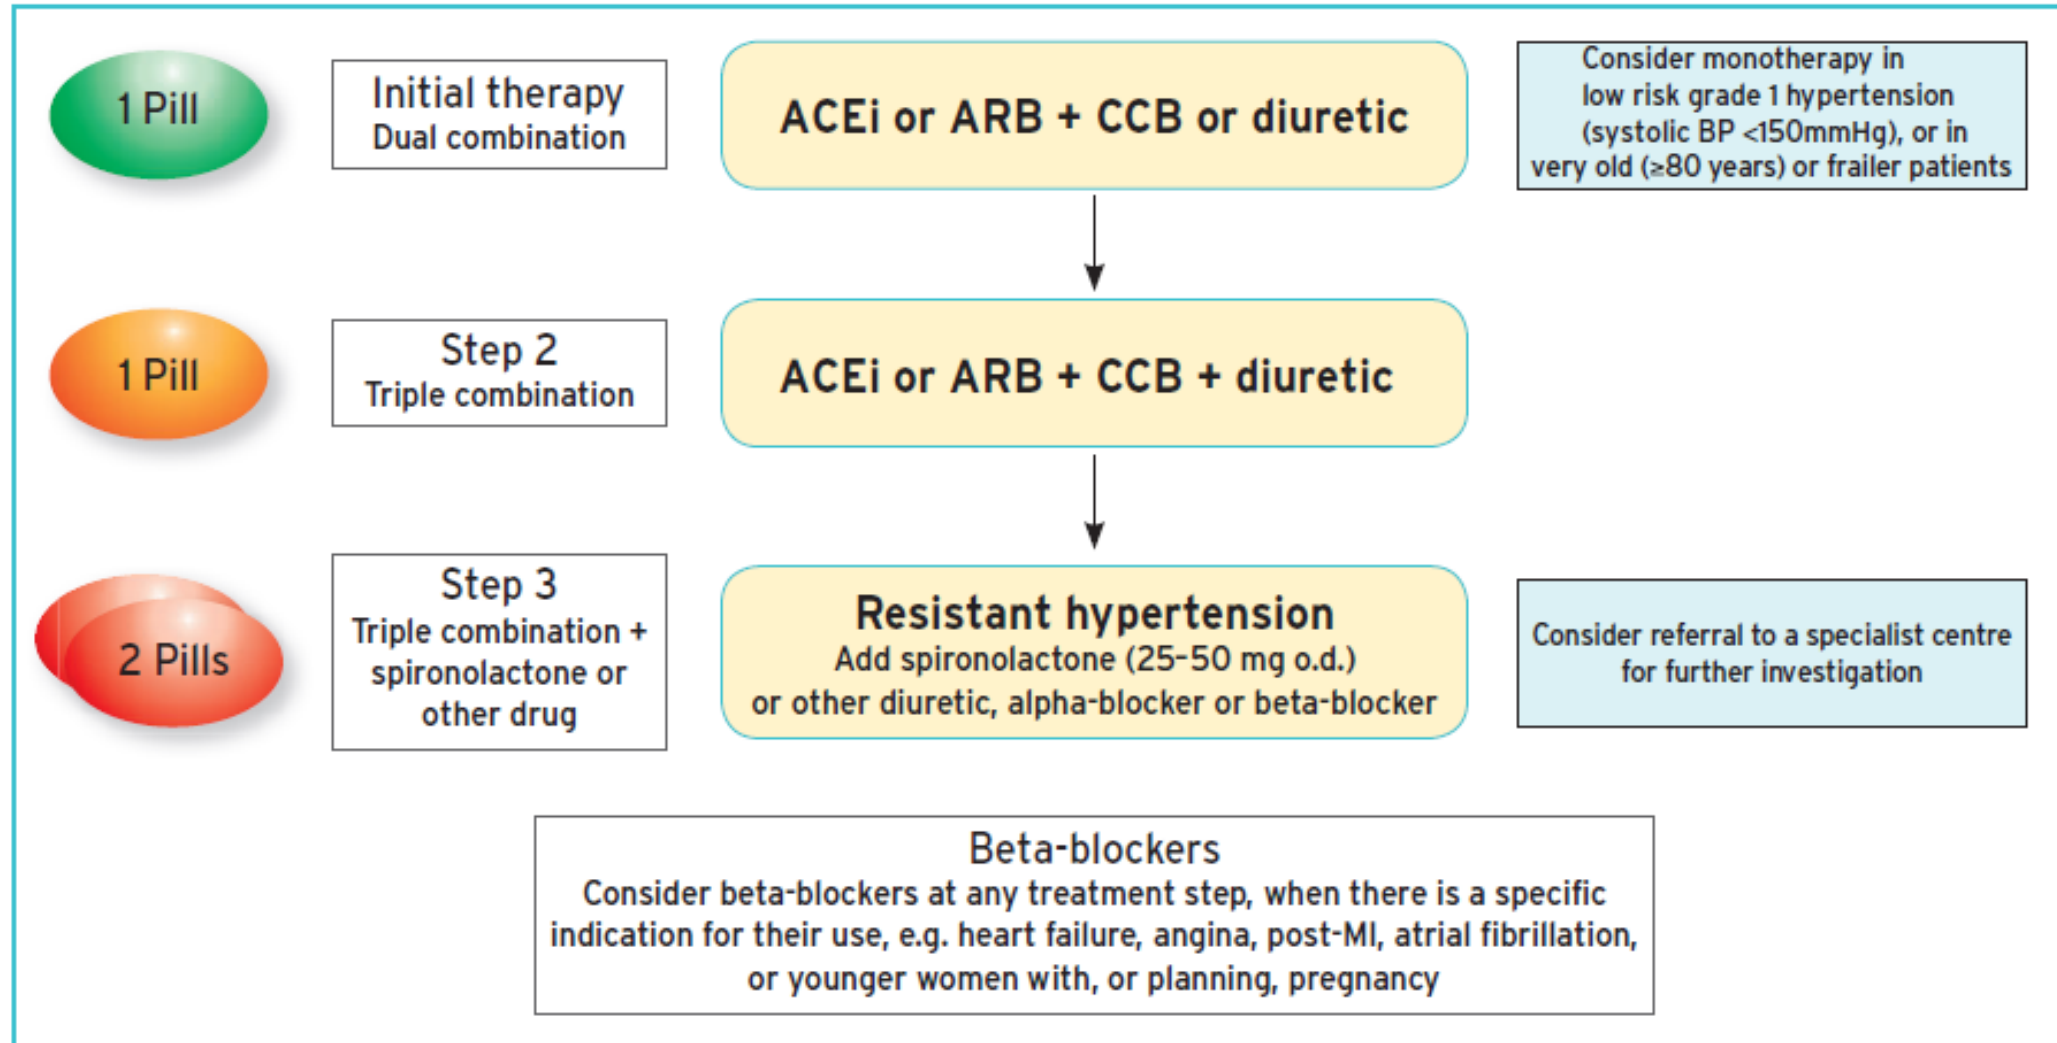 1 Pill
Initial therapy
Dual combination
ACEi or ARB + CCB or diuretic
Consider monotherapy in
low risk grade 1 hypertension
(systolic BP <150mmHg), or in
very old (≥80 years) or frailer patients
1 Pill
Step 2
Triple combination
ACEi or ARB + CCB + diuretic
2 Pills
Step 3
Triple combination +
spironolactone or
other drug
Resistant hypertension
Add spironolactone (25–50 mg o.d.)
or other diuretic, alpha-blocker or beta-blocker
Consider referral to a specialist centre
for further investigation
Beta-blockers
Consider beta-blockers at any treatment step, when there is a specific
indication for their use, e.g. heart failure, angina, post-MI, atrial fibrillation,
or younger women with, or planning, pregnancy